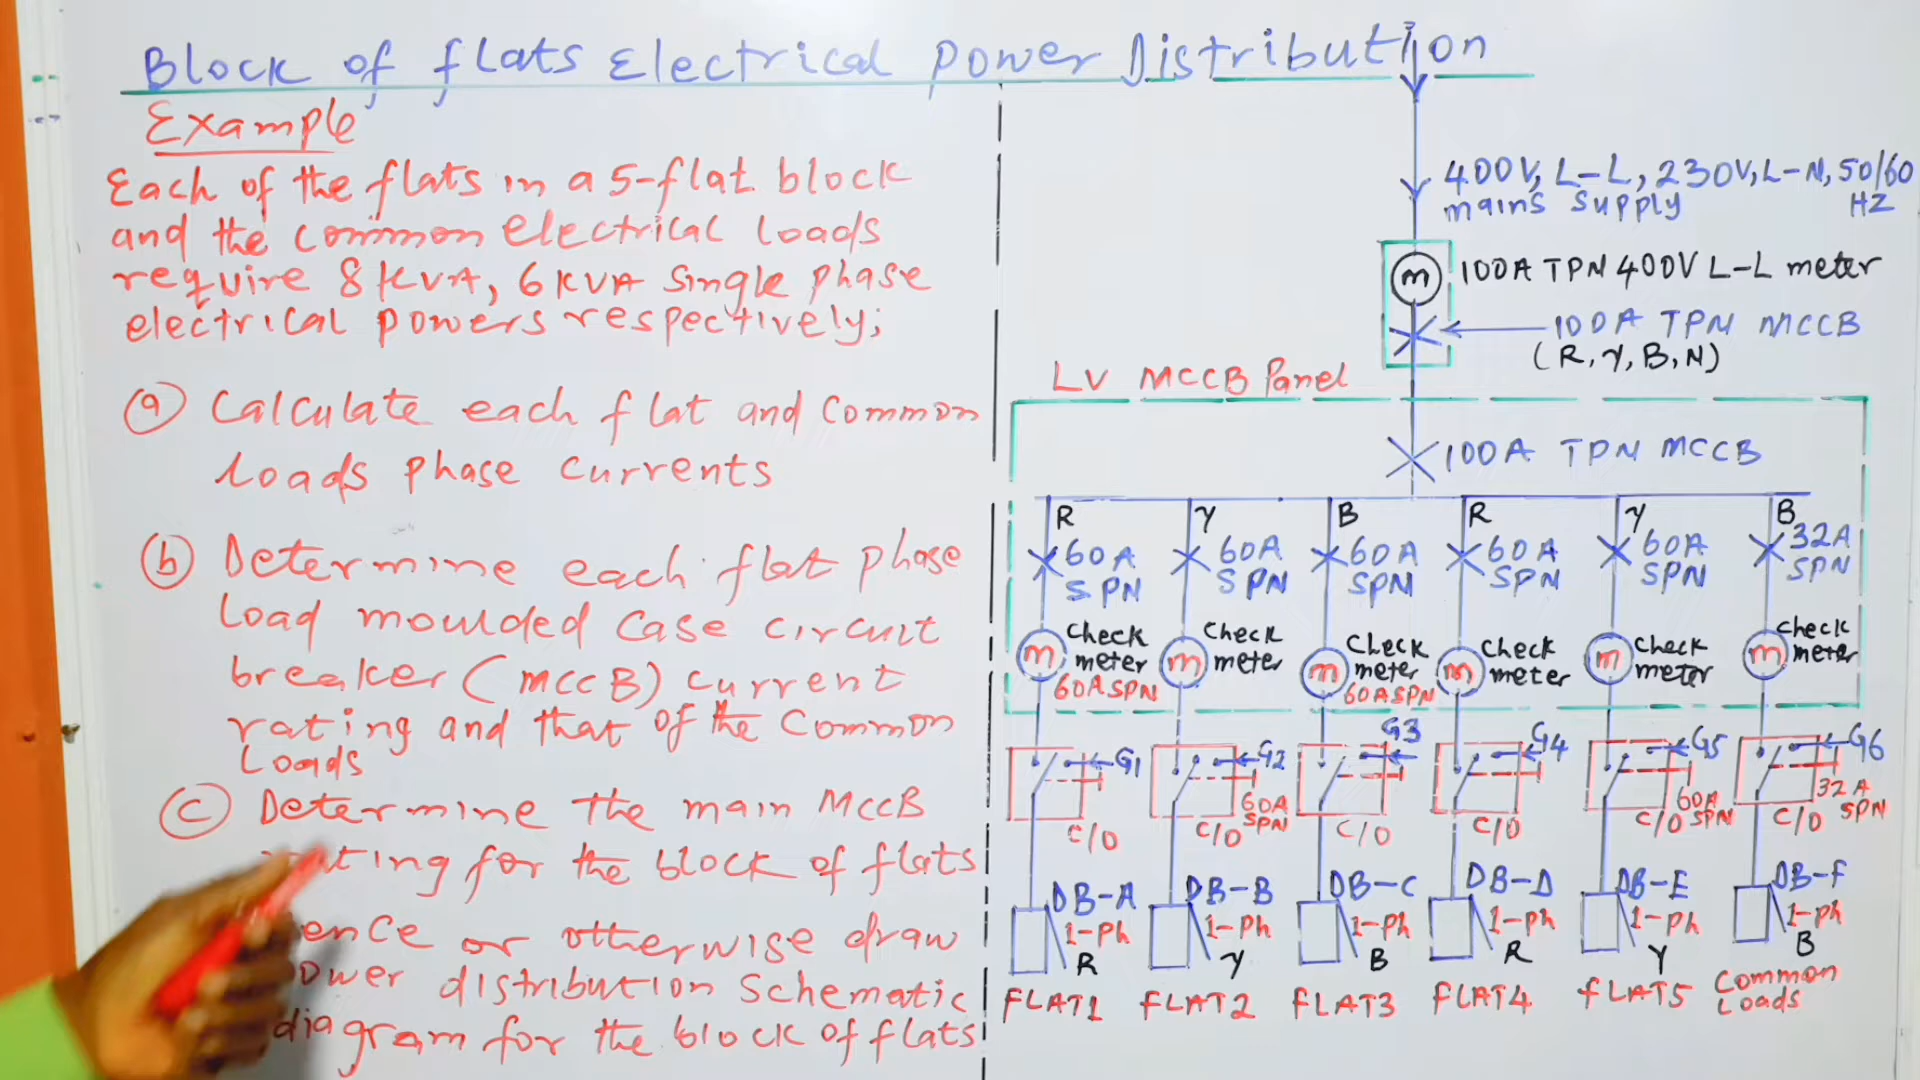 Block of flats Electrical Power Distribution
Example
Each of the flats in a 5-flat block
and the common electrical loads
require 8KVA, 6KVA single phase
electrical powers respectively;
(a) Calculate each flat and common
loads phase currents
(b) Determine each flat phase
Load moulded case circuit
breaker (MCCB) current
rating and that of the common
Loads
(c) Determine the main MCCB
for the block of flats
or otherwise draw
distribution schematic
diagram for the block of flats
400V, L-L, 230V, L-N, 50/60
mains supply HZ
m 100A TPN 400V L-L meter
100A TPN MCCB
(R, Y, B, N)
LV MCCB Panel
100A TPN MCCB
R Y B R Y B
60A 60A 60A 60A 60A 32A
SPN SPN SPN SPN SPN SPN
m check meter 60A SPN
m check meter
m check meter 60A SPN
m check meter
m check meter
m check meter
G1 G2 G3 G4 G5 G6
60A SPN 60A SPN 32A SPN
C/O C/O C/O C/O C/O C/O
DB-A DB-B DB-C DB-D DB-E DB-F
1-Ph 1-Ph 1-Ph 1-Ph 1-Ph 1-Ph
R Y B R Y B
FLAT1 FLAT2 FLAT3 FLAT4 FLAT5 Common Loads